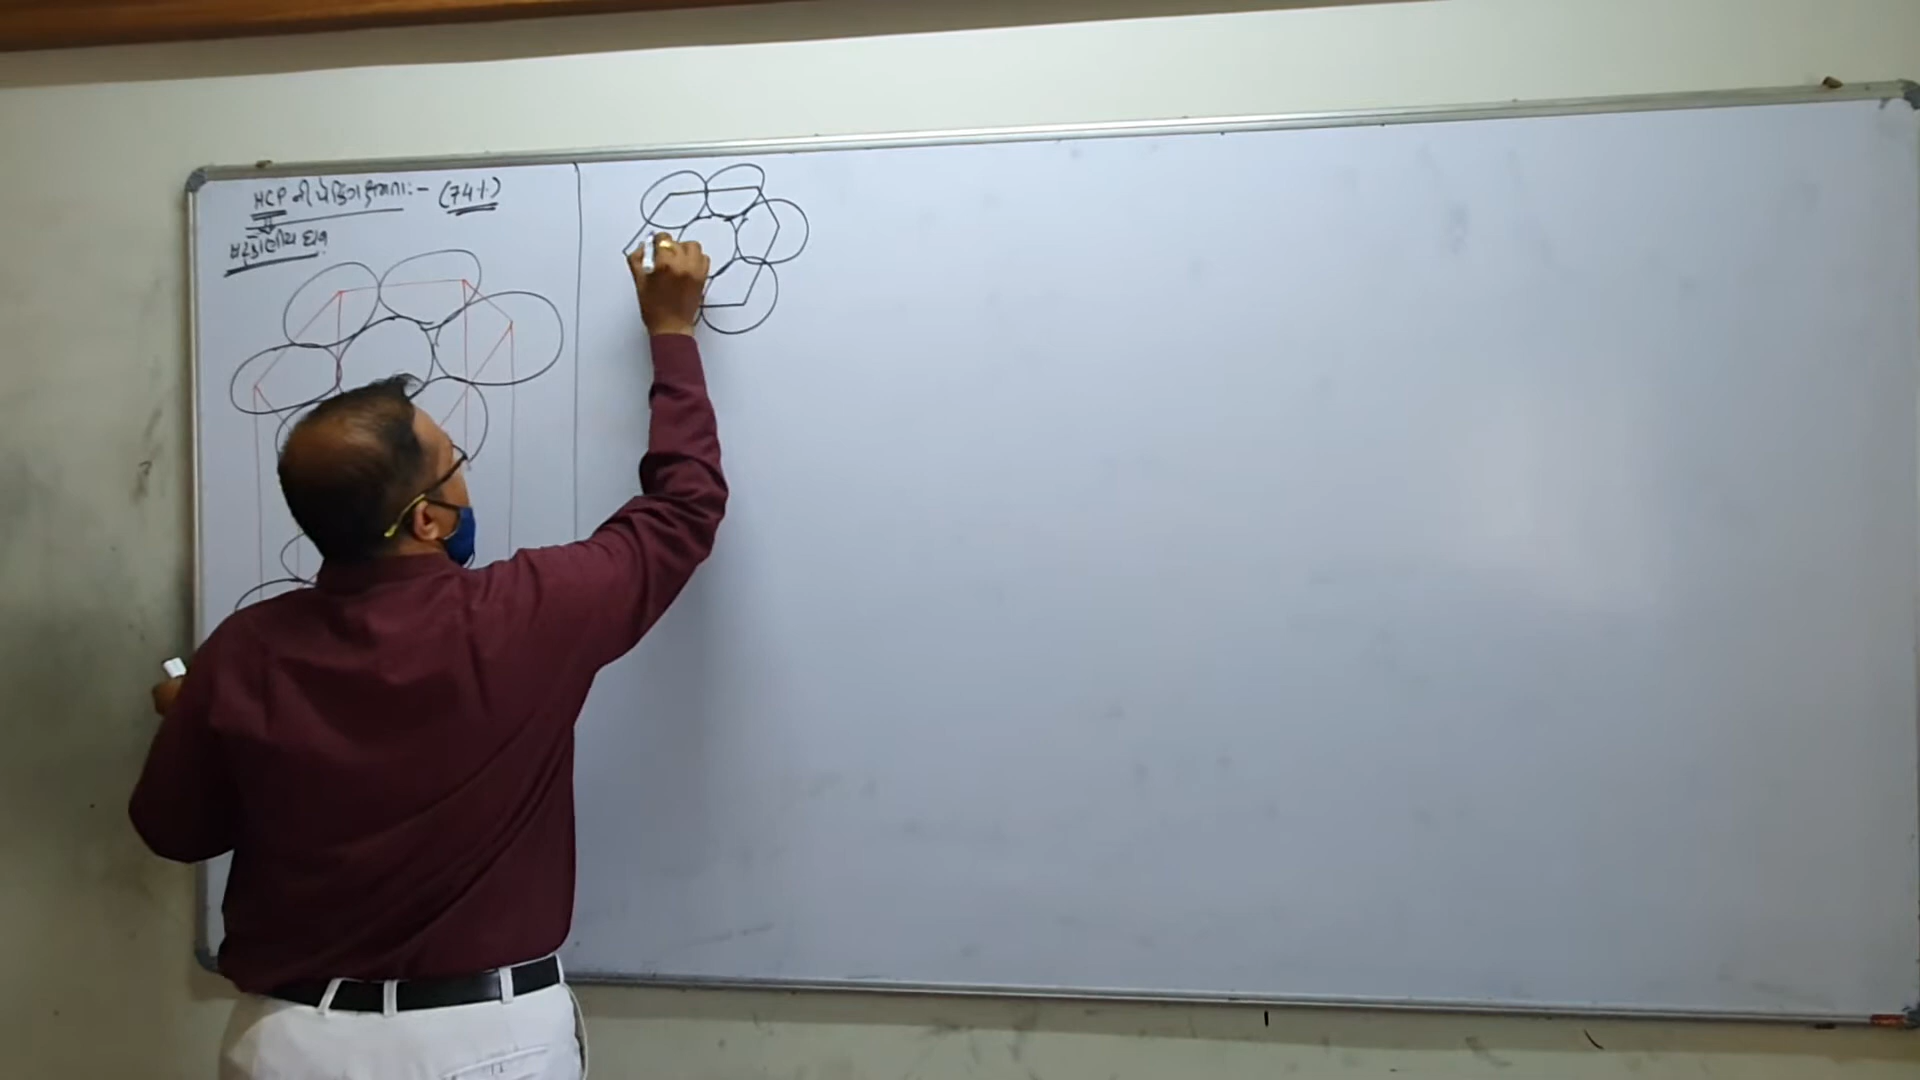 HCP ની પેકિંગ ક્ષમતા :- (74%)
ષટ્કોણીય ઘન